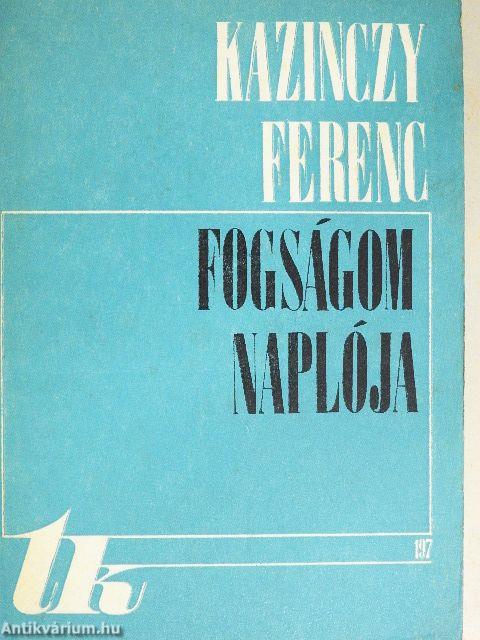 KAZINCZY
FERENC
FOGSÁGOM
NAPLÓJA
tk
197
Antikvárium.hu